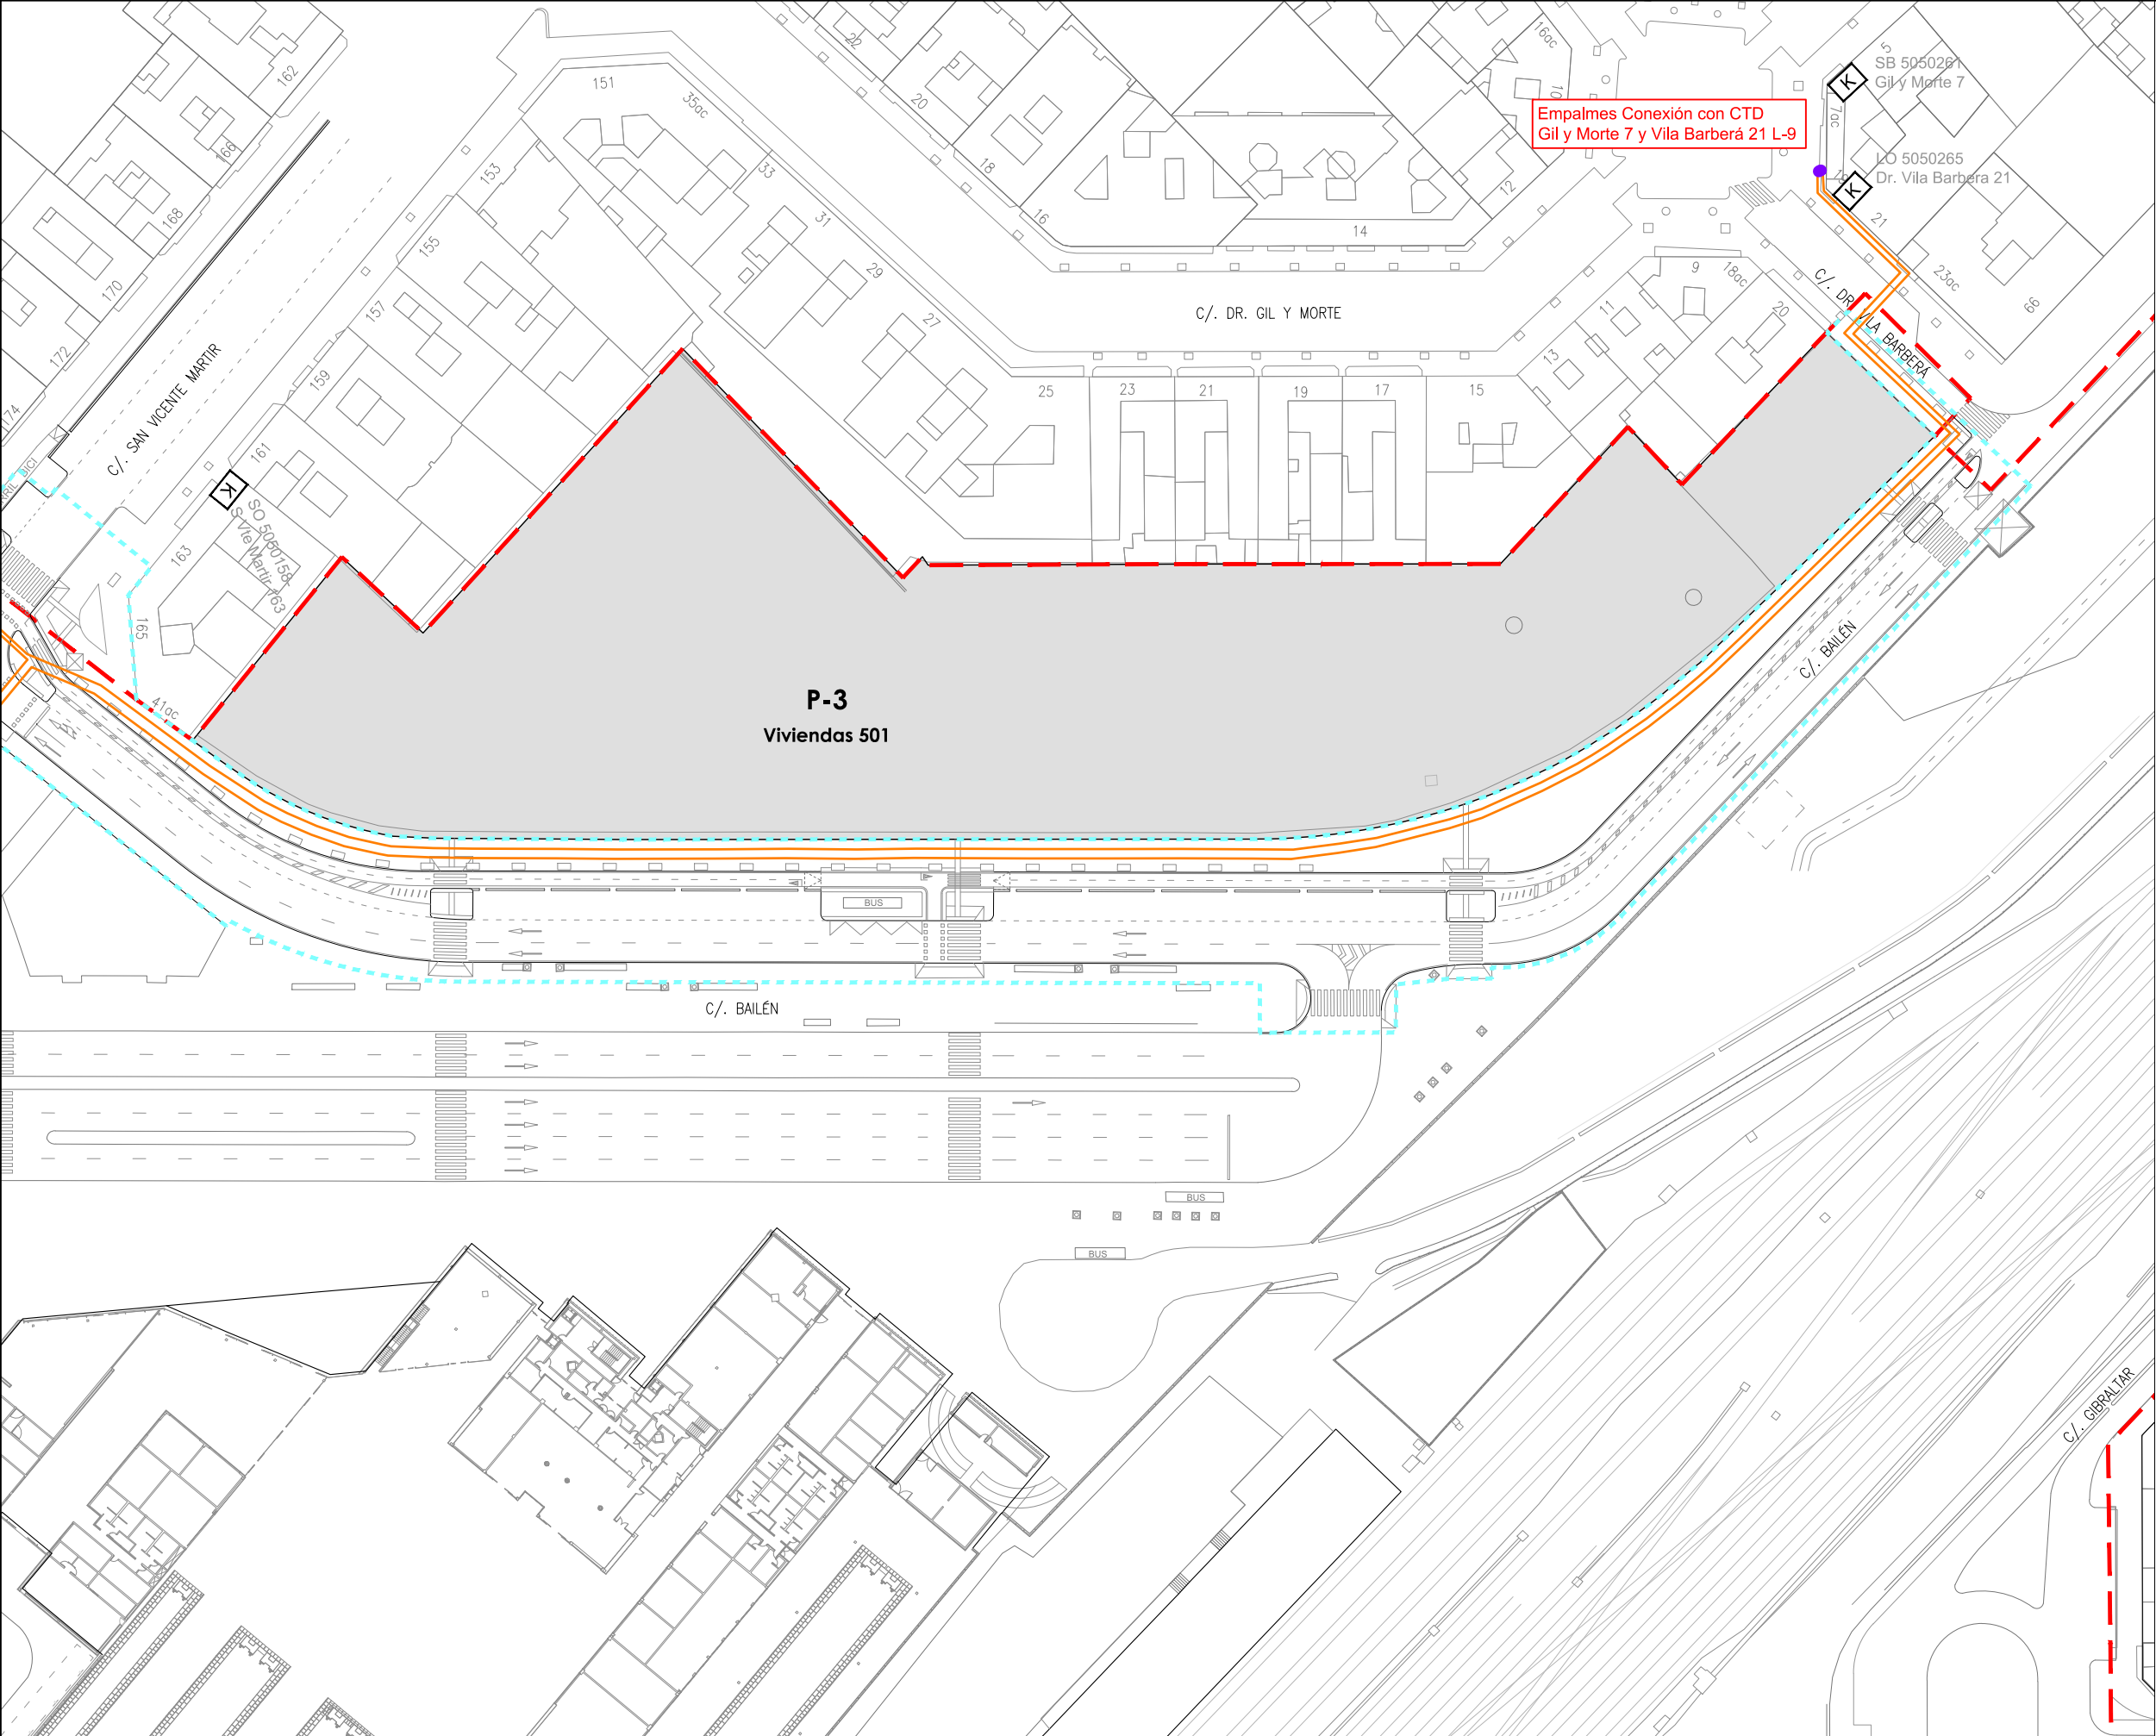 162
166
168
170
172
174
C/. SAN VICENTE MARTIR
151
35ac
153
155
157
159
161
163
165
41ac
33
31
29
27
25
23
21
19
17
15
13
11
9
18ac
20
22
20
18
16
14
12
10
16ac
C/. DR. GIL Y MORTE
Empalmes Conexión con CTD
Gil y Morte 7 y Vila Barberá 21 L-9
5
K
SB 5050261
Gil y Morte 7
7ac
LO 5050265
Dr. Vila Barbera 21
K
21
23ac
66
C/. DR. VILA BARBERÁ
K
SO 5050158-
S Vte Martir 163
P-3
Viviendas 501
C/. BAILÉN
BUS
C/. BAILÉN
BUS
BUS
C/. GIBRALTAR